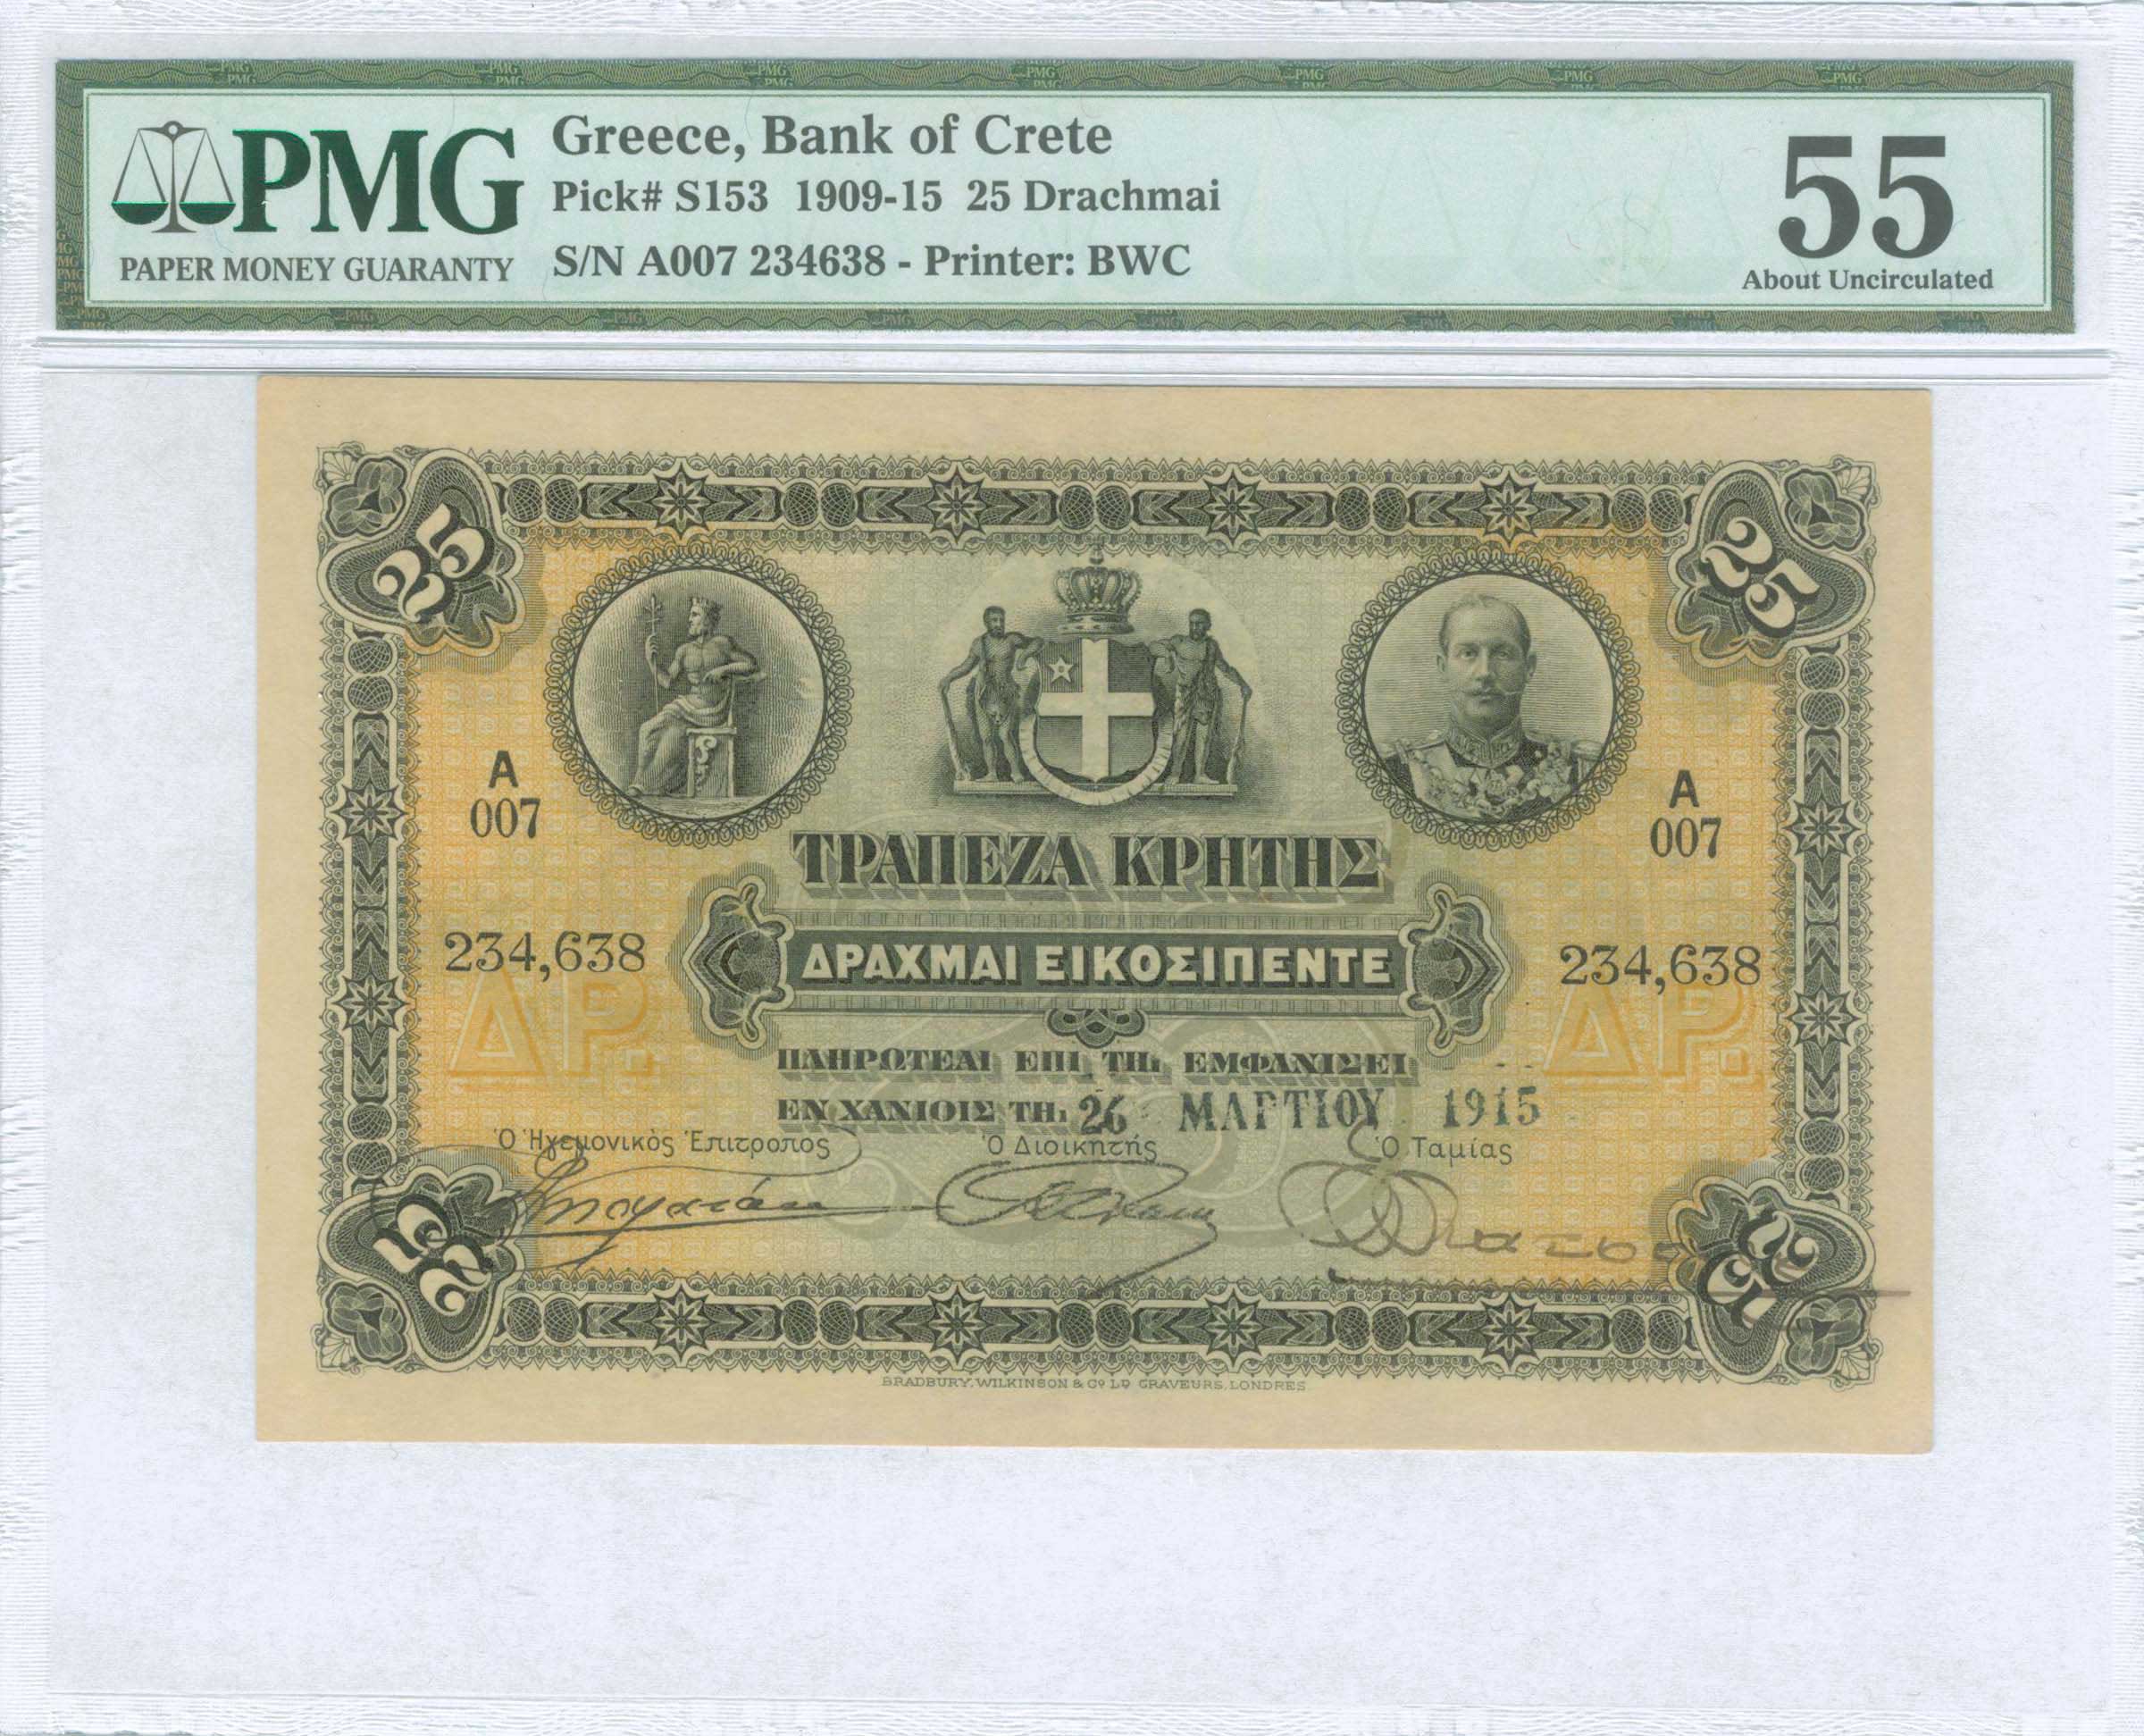 PMG
PAPER MONEY GUARANTY
Greece, Bank of Crete
Pick# S153 1909-15 25 Drachmai
S/N A007 234638 - Printer: BWC
55
About Uncirculated
25
25
A
007
A
007
ΤΡΑΠΕΖΑ ΚΡΗΤΗΣ
234,638
ΔΡΑΧΜΑΙ ΕΙΚΟΣΙΠΕΝΤΕ
234,638
ΔΡ.
ΔΡ.
ΠΛΗΡΩΤΕΑΙ ΕΠΙ ΤΗι ΕΜΦΑΝΙΣΕΙ
ΕΝ ΧΑΝΙΟΙΣ ΤΗι 26 ΜΑΡΤΙΟΥ 1915
Ὁ Ἡγεμονικὸς Ἐπίτροπος
Ὁ Διοικητής
Ὁ Ταμίας
25
25
BRADBURY, WILKINSON & Cº Lᴰ GRAVEURS, LONDRES